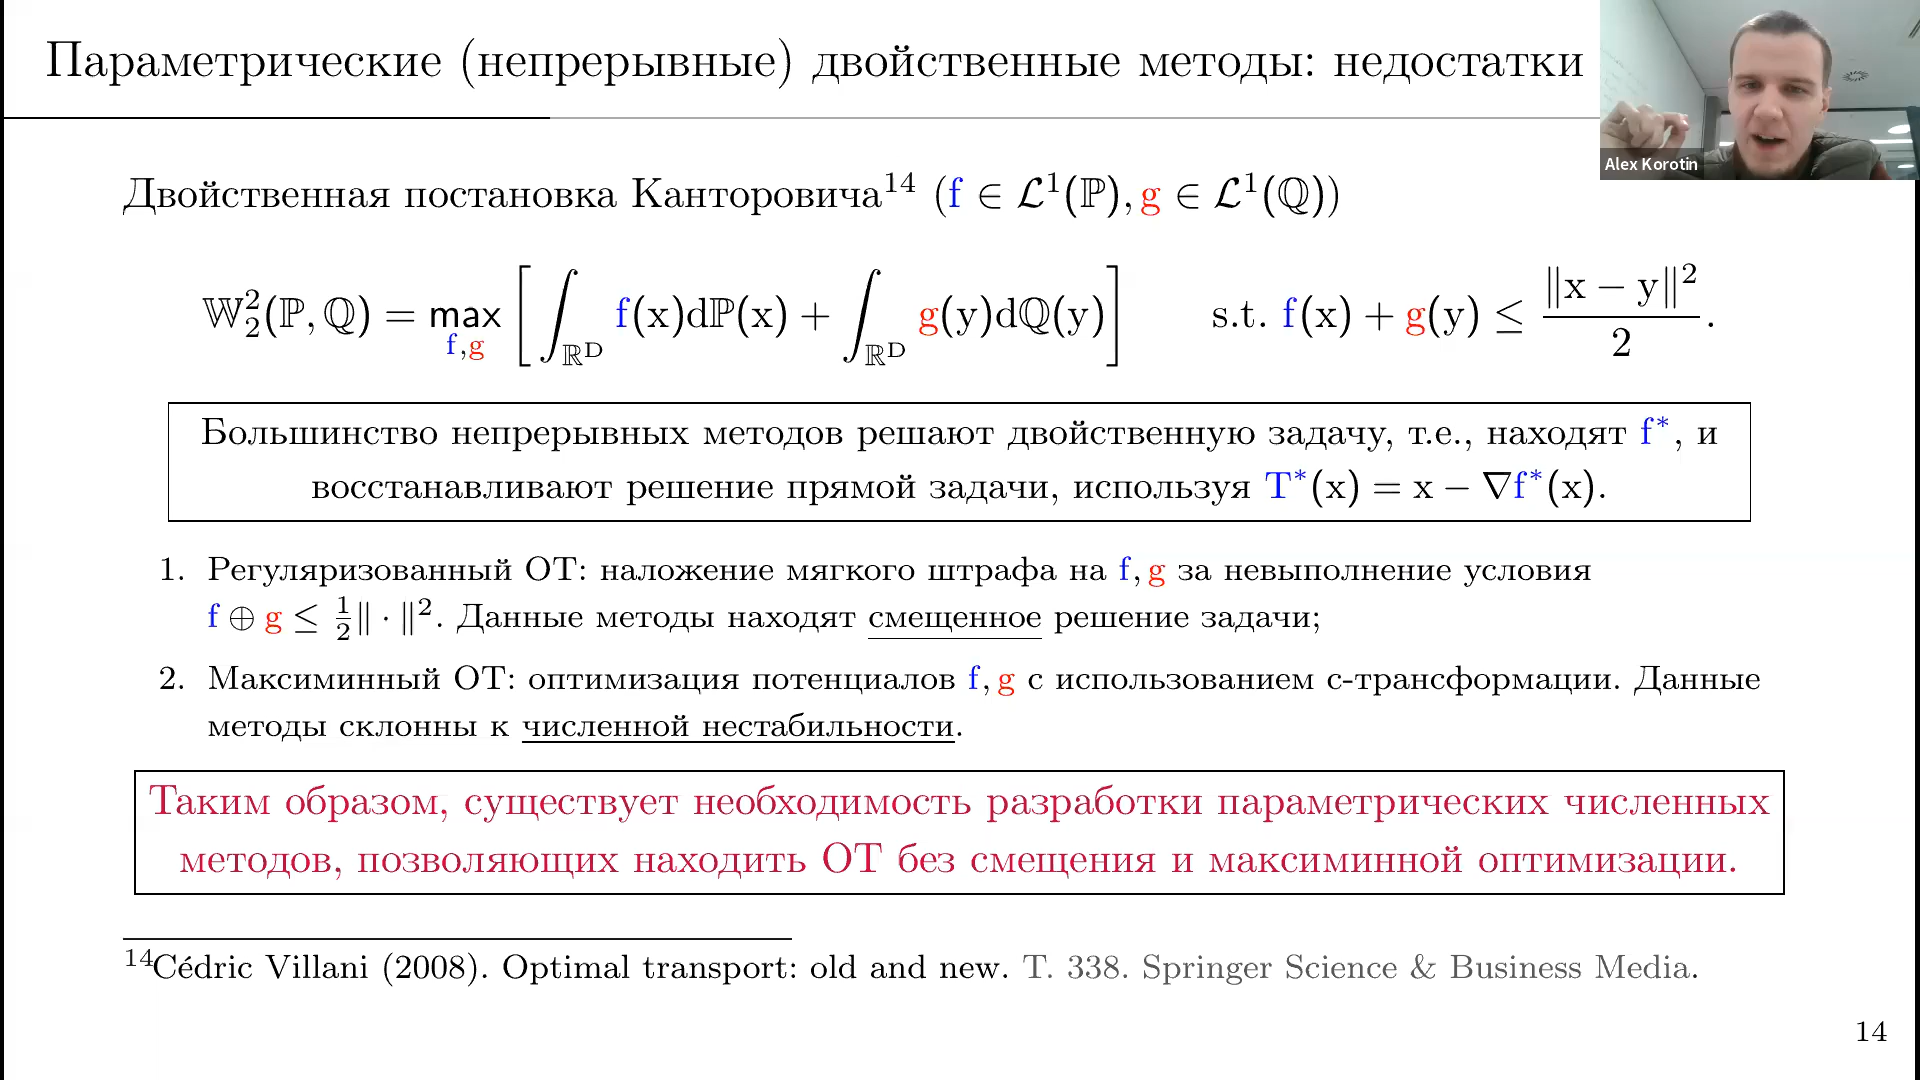 Параметрические (непрерывные) двойственные методы: недостатки
Alex Korotin
Двойственная постановка Канторовича¹⁴ (f ∈ 𝓛¹(ℙ), g ∈ 𝓛¹(ℚ))
𝕎₂²(ℙ, ℚ) = max_{f,g} [ ∫_{ℝᴰ} f(x)dℙ(x) + ∫_{ℝᴰ} g(y)dℚ(y) ] s.t. f(x) + g(y) ≤ ‖x − y‖² / 2 .
Большинство непрерывных методов решают двойственную задачу, т.е., находят f*, и
восстанавливают решение прямой задачи, используя T*(x) = x − ∇f*(x).
1. Регуляризованный ОТ: наложение мягкого штрафа на f, g за невыполнение условия
f ⊕ g ≤ ½‖ · ‖². Данные методы находят смещенное решение задачи;
2. Максиминный ОТ: оптимизация потенциалов f, g с использованием с-трансформации. Данные
методы склонны к численной нестабильности.
Таким образом, существует необходимость разработки параметрических численных
методов, позволяющих находить ОТ без смещения и максиминной оптимизации.
¹⁴Cédric Villani (2008). Optimal transport: old and new. Т. 338. Springer Science & Business Media.
14